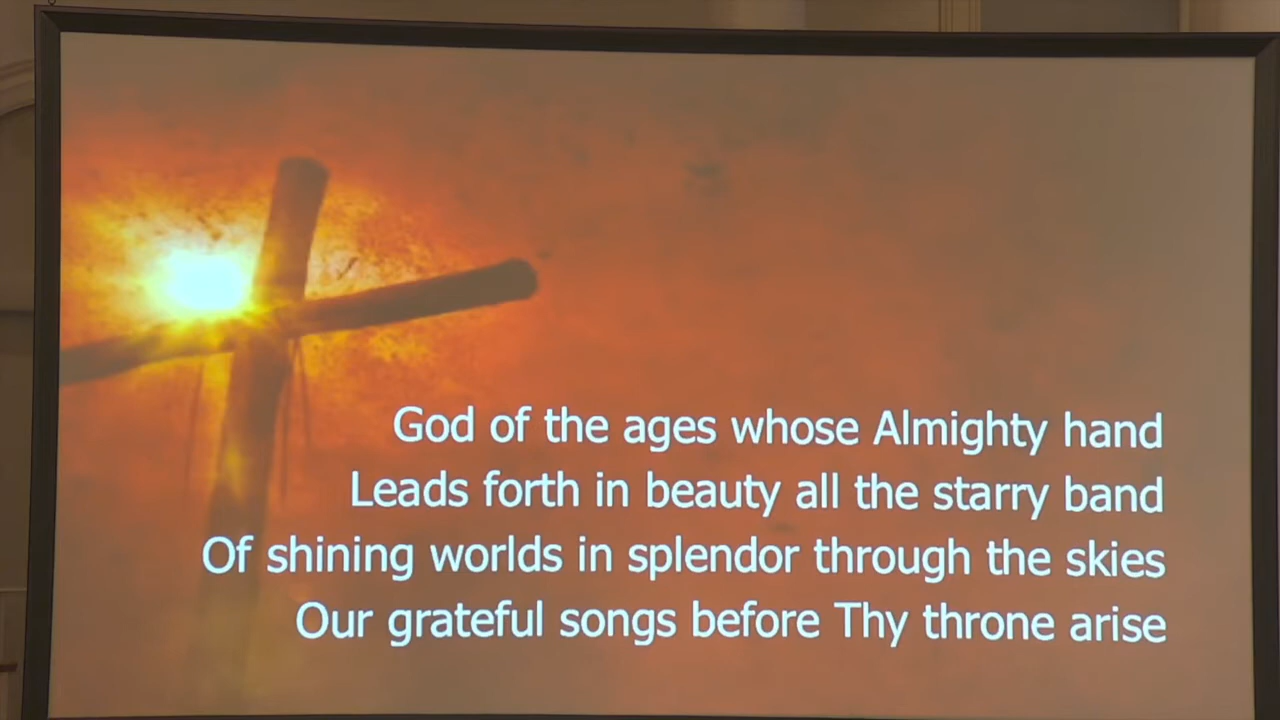 God of the ages whose Almighty hand
Leads forth in beauty all the starry band
Of shining worlds in splendor through the skies
Our grateful songs before Thy throne arise